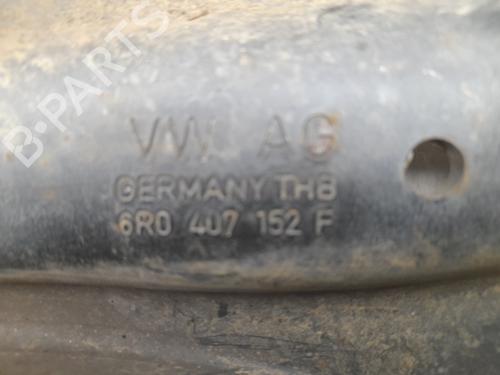 B-PARTS
VW AG
GERMANY THB
6R0 407 152 F